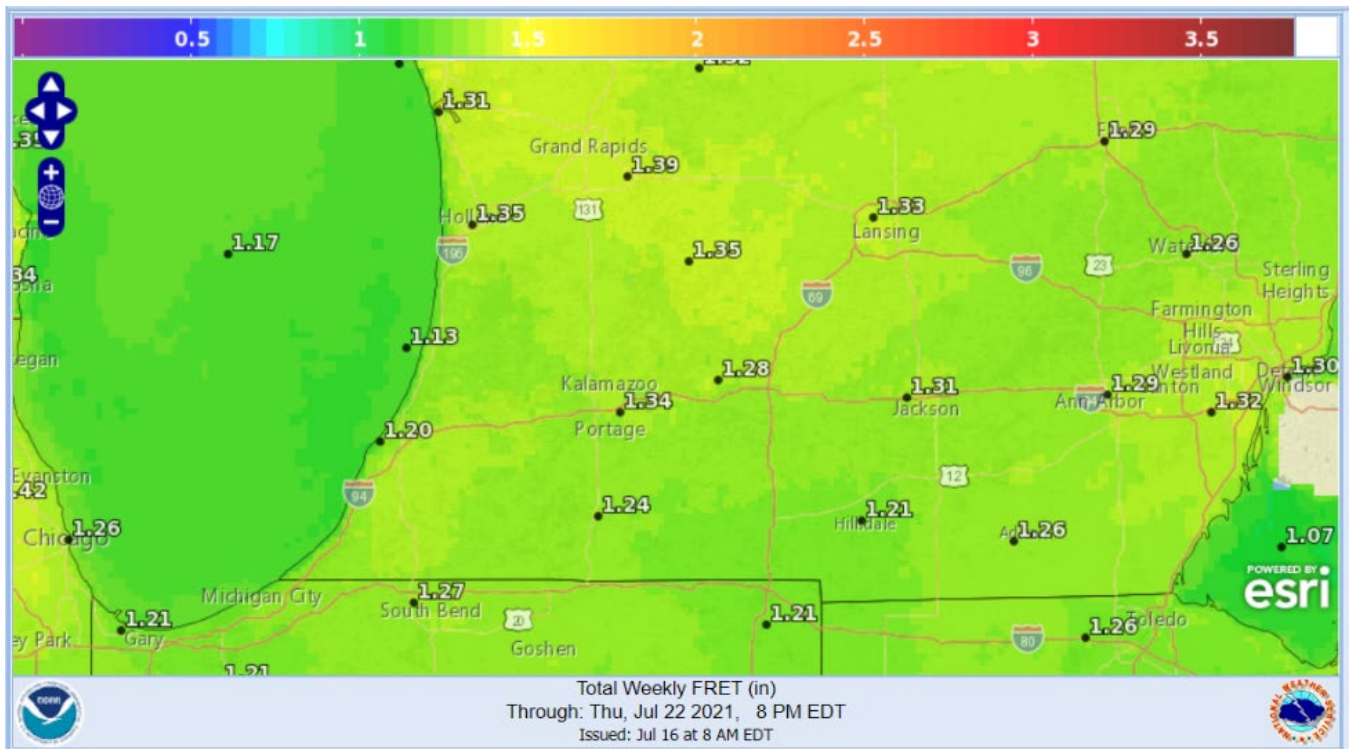 0.5 1 1.5 2 2.5 3 3.5
1.32
1.31
1.29
Grand Rapids
1.39
131
1.35
1.33
Lansing
196
1.17
1.35
1.26
23
96
Sterling
Heights
69
Farmington
Hills
Livonia
1.13
Westland
1.30
Windsor
Kalamazoo
1.28
1.34
Portage
1.31
Jackson
1.29
Ann Arbor
1.32
1.20
Evanston
12
94
1.24
1.21
Hillsdale
1.26
Chicago
1.26
1.07
POWERED BY
esri
Michigan City
1.27
South Bend
20
Goshen
1.21
Gary
1.21
1.26
Toledo
80
1.21
Total Weekly FRET (in)
Through: Thu, Jul 22 2021, 8 PM EDT
Issued: Jul 16 at 8 AM EDT
NOAA
NATIONAL WEATHER SERVICE